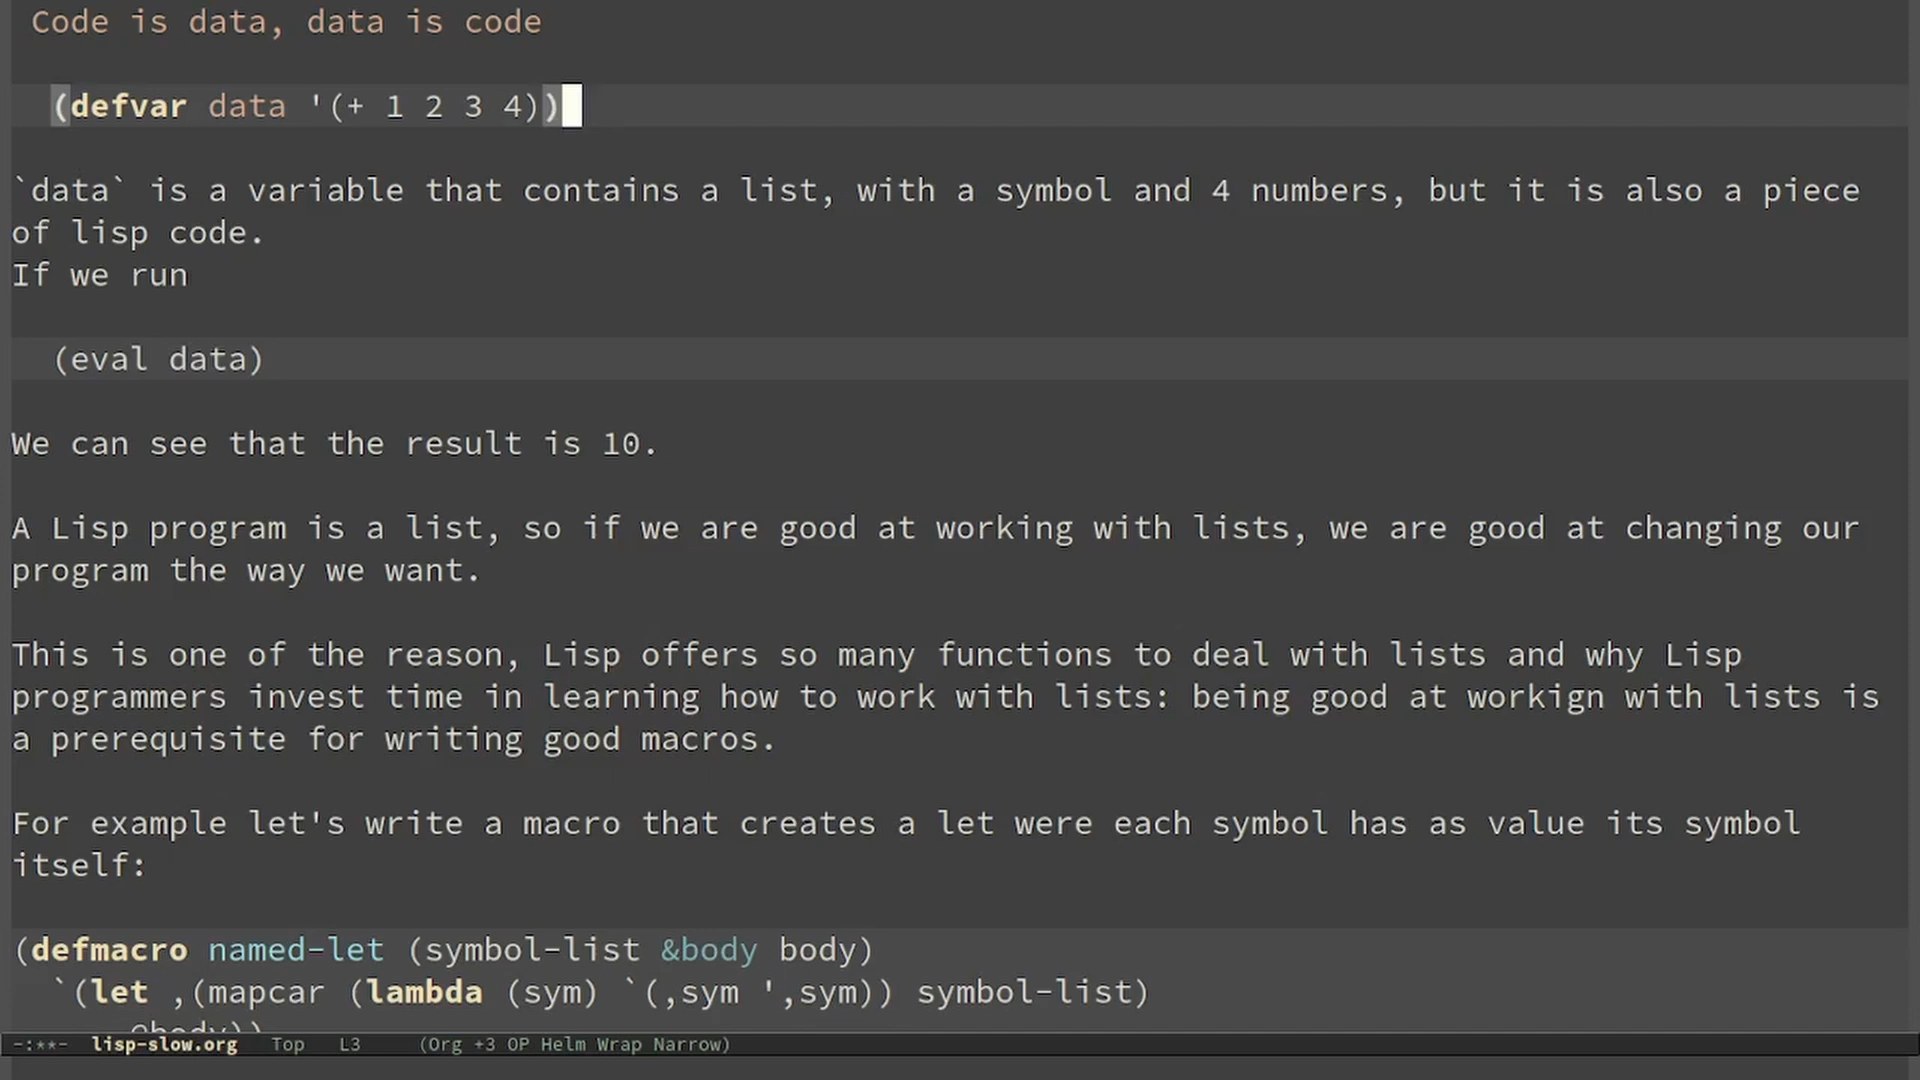 Code is data, data is code
(defvar data '(+ 1 2 3 4))
`data` is a variable that contains a list, with a symbol and 4 numbers, but it is also a piece
of lisp code.
If we run
(eval data)
We can see that the result is 10.
A Lisp program is a list, so if we are good at working with lists, we are good at changing our
program the way we want.
This is one of the reason, Lisp offers so many functions to deal with lists and why Lisp
programmers invest time in learning how to work with lists: being good at workign with lists is
a prerequisite for writing good macros.
For example let's write a macro that creates a let were each symbol has as value its symbol
itself:
(defmacro named-let (symbol-list &body body)
`(let ,(mapcar (lambda (sym) `(,sym ',sym)) symbol-list)
@body))
-:**- lisp-slow.org Top L3 (Org +3 OP Helm Wrap Narrow)